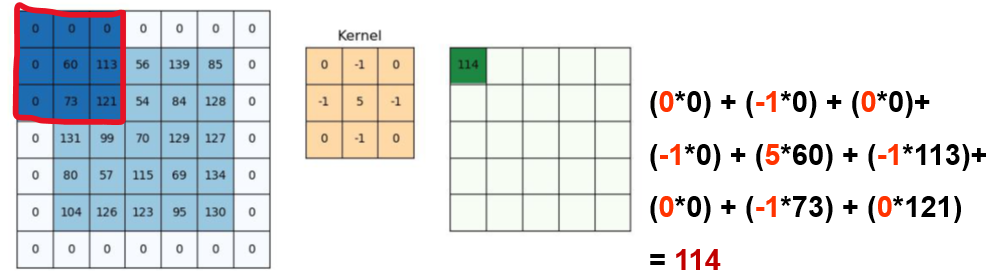 0 0 0 0 0 0 0
0 60 113 56 139 85 0
0 73 121 54 84 128 0
0 131 99 70 129 127 0
0 80 57 115 69 134 0
0 104 126 123 95 130 0
0 0 0 0 0 0 0
Kernel
0 -1 0
-1 5 -1
0 -1 0
114
(0*0) + (-1*0) + (0*0)+
(-1*0) + (5*60) + (-1*113)+
(0*0) + (-1*73) + (0*121)
= 114